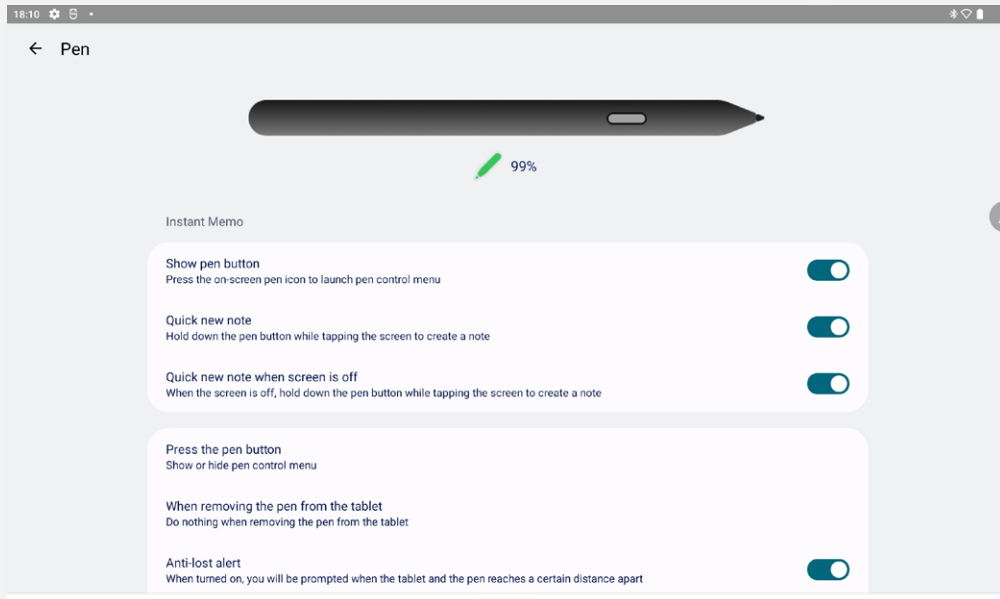 18:10
Pen
99%
Instant Memo
Show pen button
Press the on-screen pen icon to launch pen control menu
Quick new note
Hold down the pen button while tapping the screen to create a note
Quick new note when screen is off
When the screen is off, hold down the pen button while tapping the screen to create a note
Press the pen button
Show or hide pen control menu
When removing the pen from the tablet
Do nothing when removing the pen from the tablet
Anti-lost alert
When turned on, you will be prompted when the tablet and the pen reaches a certain distance apart